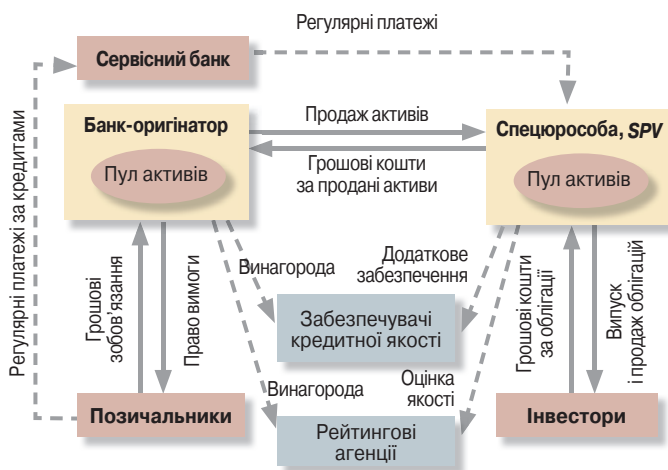 Регулярні платежі
Сервісний банк
Банк-оригінатор
Пул активів
Продаж активів
Грошові кошти
за продані активи
Спецюрособа, SPV
Пул активів
Регулярні платежі за кредитами
Грошові
зобов'язання
Право вимоги
Винагорода
Додаткове
забезпечення
Забезпечувачі
кредитної якості
Грошові кошти
за облігації
Випуск
і продаж облігацій
Винагорода
Оцінка
якості
Позичальники
Рейтингові
агенції
Інвестори